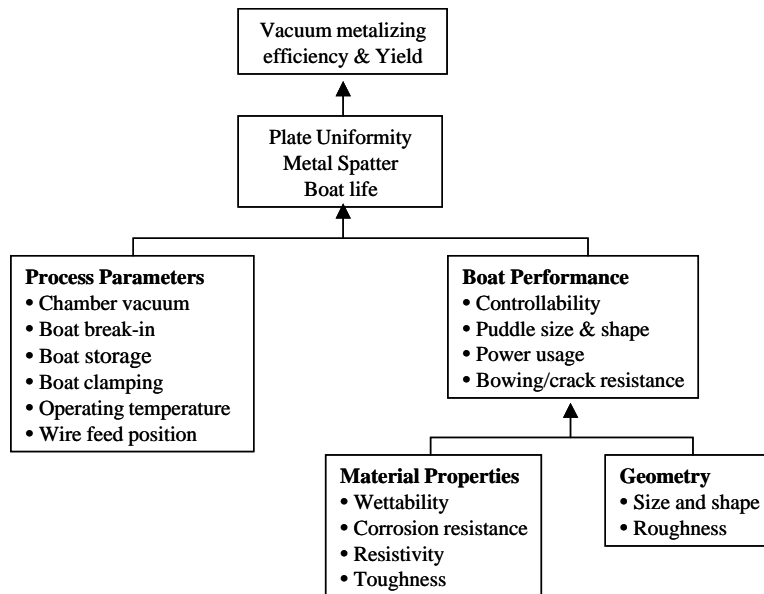 Vacuum metalizing
efficiency & Yield
Plate Uniformity
Metal Spatter
Boat life
Process Parameters
• Chamber vacuum
• Boat break-in
• Boat storage
• Boat clamping
• Operating temperature
• Wire feed position
Boat Performance
• Controllability
• Puddle size & shape
• Power usage
• Bowing/crack resistance
Material Properties
• Wettability
• Corrosion resistance
• Resistivity
• Toughness
Geometry
• Size and shape
• Roughness